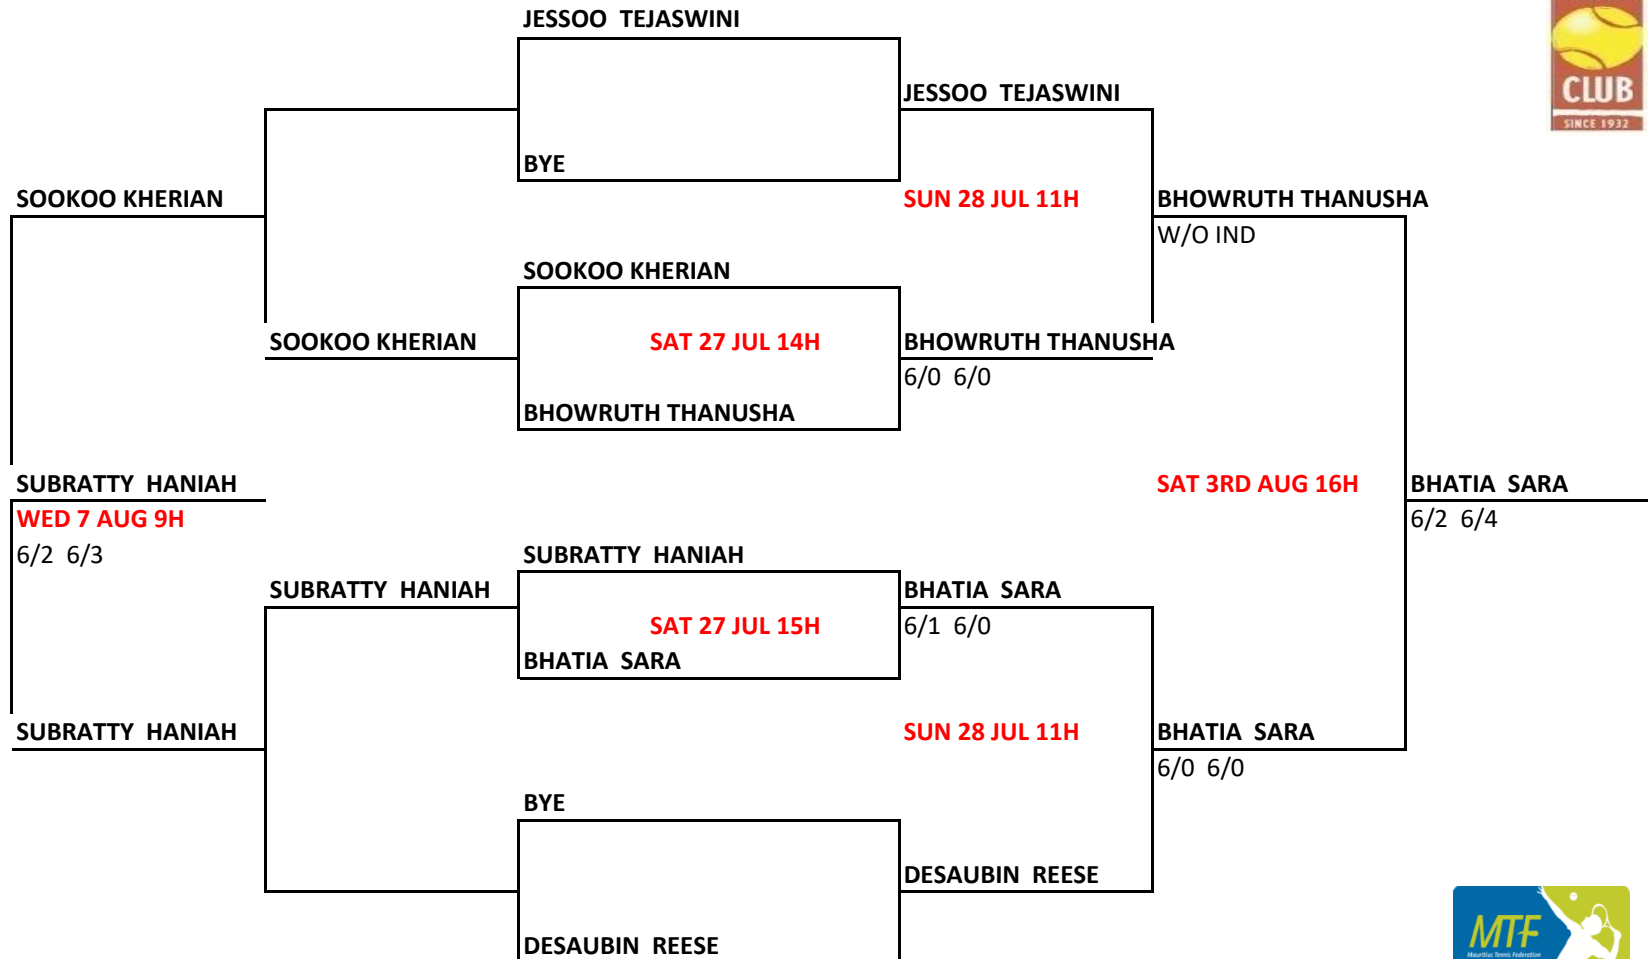 JESSOO TEJASWINI
CLUB
SINCE 1932
JESSOO TEJASWINI
BYE
SOOKOO KHERIAN
SUN 28 JUL 11H
BHOWRUTH THANUSHA
W/O IND
SOOKOO KHERIAN
SOOKOO KHERIAN
SAT 27 JUL 14H
BHOWRUTH THANUSHA
6/0 6/0
BHOWRUTH THANUSHA
SUBRATTY HANIAH
SAT 3RD AUG 16H
BHATIA SARA
WED 7 AUG 9H
6/2 6/4
6/2 6/3
SUBRATTY HANIAH
SUBRATTY HANIAH
BHATIA SARA
SAT 27 JUL 15H
6/1 6/0
BHATIA SARA
SUBRATTY HANIAH
SUN 28 JUL 11H
BHATIA SARA
6/0 6/0
BYE
DESAUBIN REESE
DESAUBIN REESE
MTF
Mauritius Tennis Federation